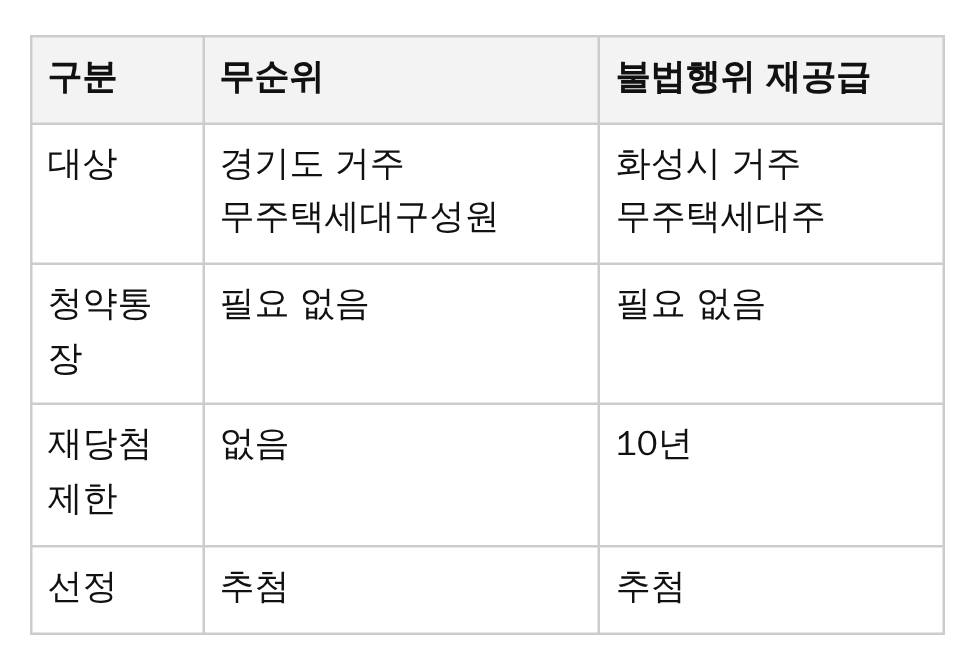 구분 무순위 불법행위 재공급
대상 경기도 거주 화성시 거주
무주택세대구성원 무주택세대주
청약통 필요 없음 필요 없음
장
재당첨 없음 10년
제한
선정 추첨 추첨